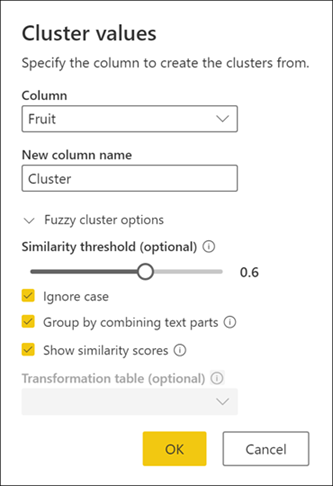 Cluster values
Specify the column to create the clusters from.
Column
Fruit
New column name
Cluster
Fuzzy cluster options
Similarity threshold (optional)
0.6
Ignore case
Group by combining text parts
Show similarity scores
Transformation table (optional)
OK Cancel